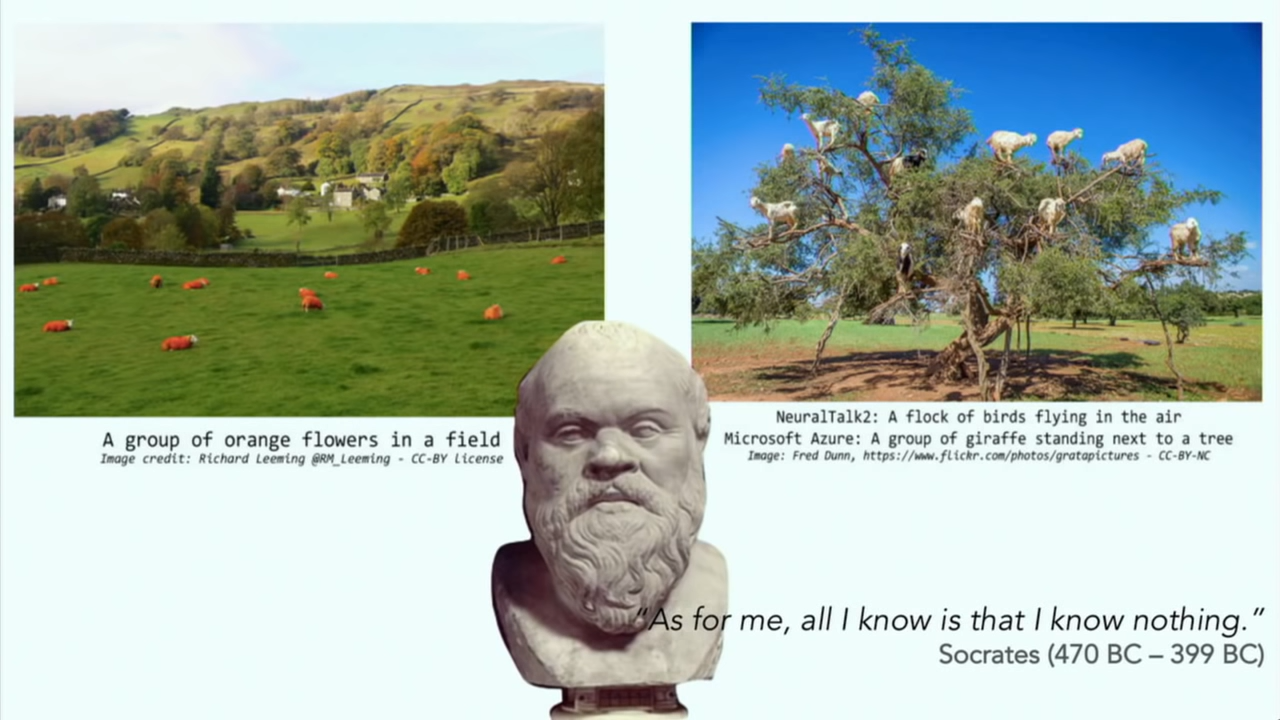 A group of orange flowers in a field
Image credit: Richard Leeming @RM_Leeming - CC-BY License
NeuralTalk2: A flock of birds flying in the air
Microsoft Azure: A group of giraffe standing next to a tree
Image: Fred Dunn, https://www.flickr.com/photos/gratapictures - CC-BY-NC
“As for me, all I know is that I know nothing.”
Socrates (470 BC – 399 BC)